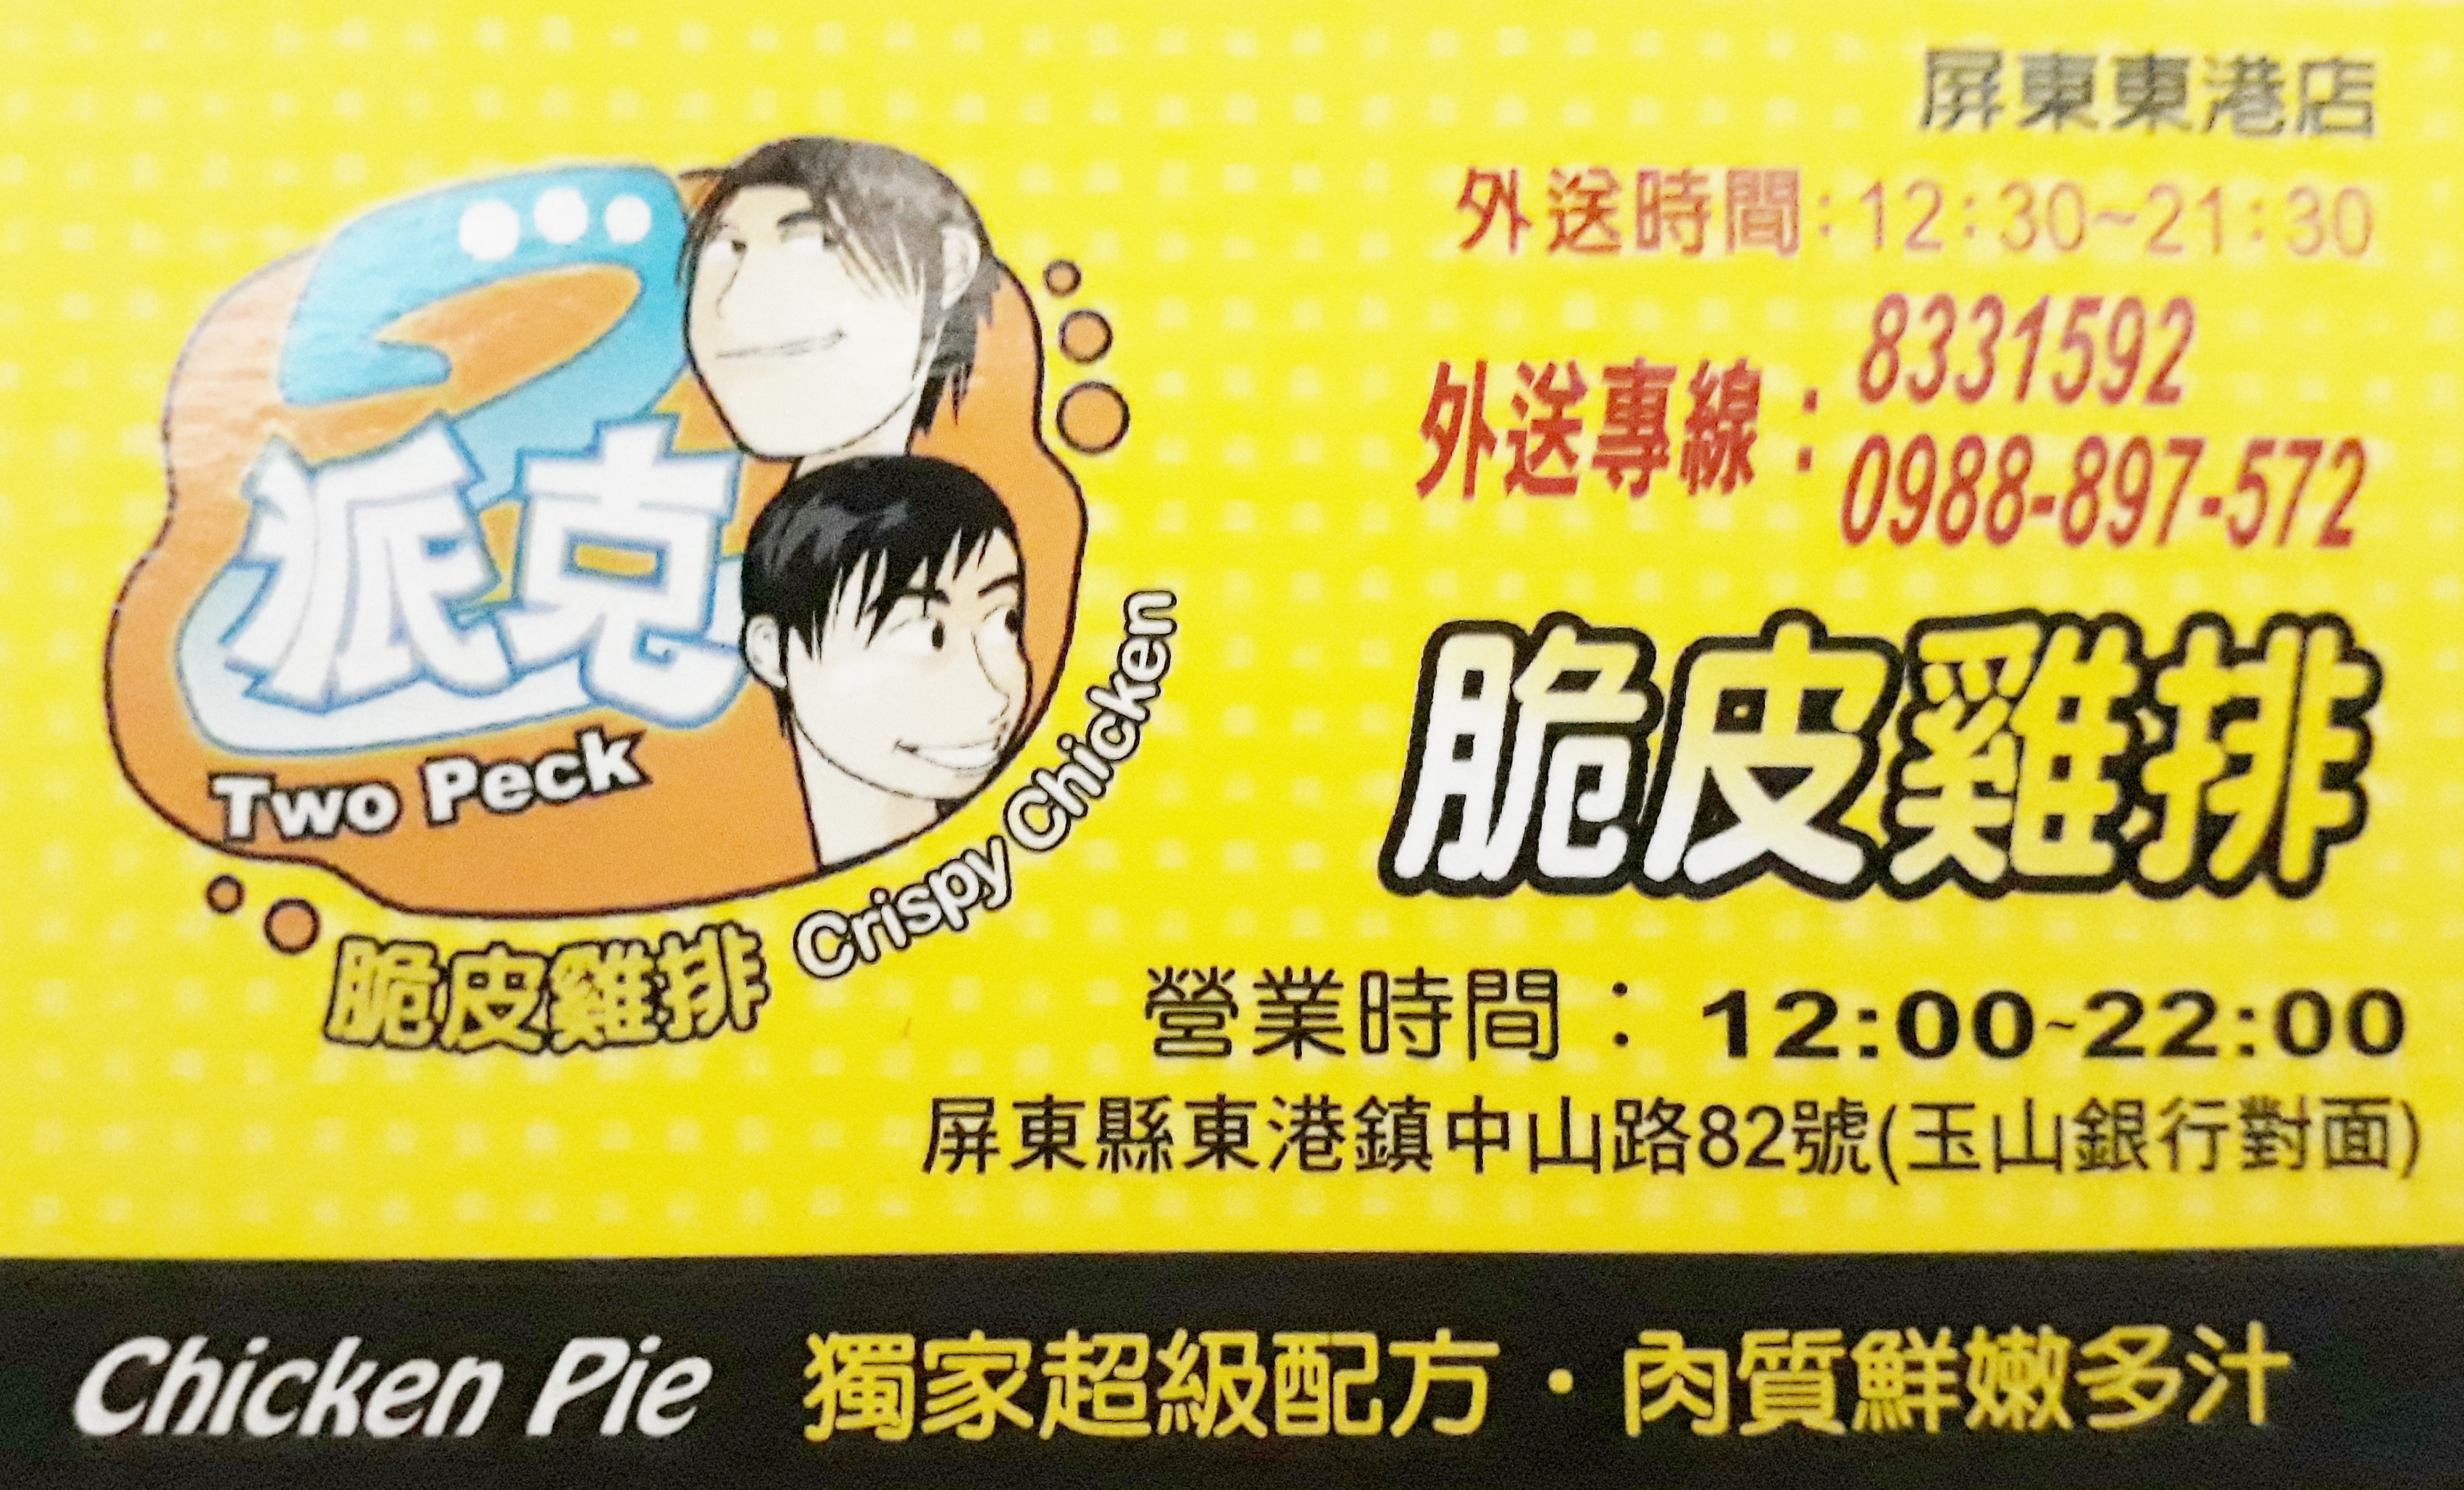 屏東東港店
外送時間:12:30~21:30
外送專線:8331592
0988-897-572
派克
Two Peck
脆皮雞排 Crispy Chicken
脆皮雞排
營業時間:12:00~22:00
屏東縣東港鎮中山路82號(玉山銀行對面)
Chicken Pie 獨家超級配方・肉質鮮嫩多汁